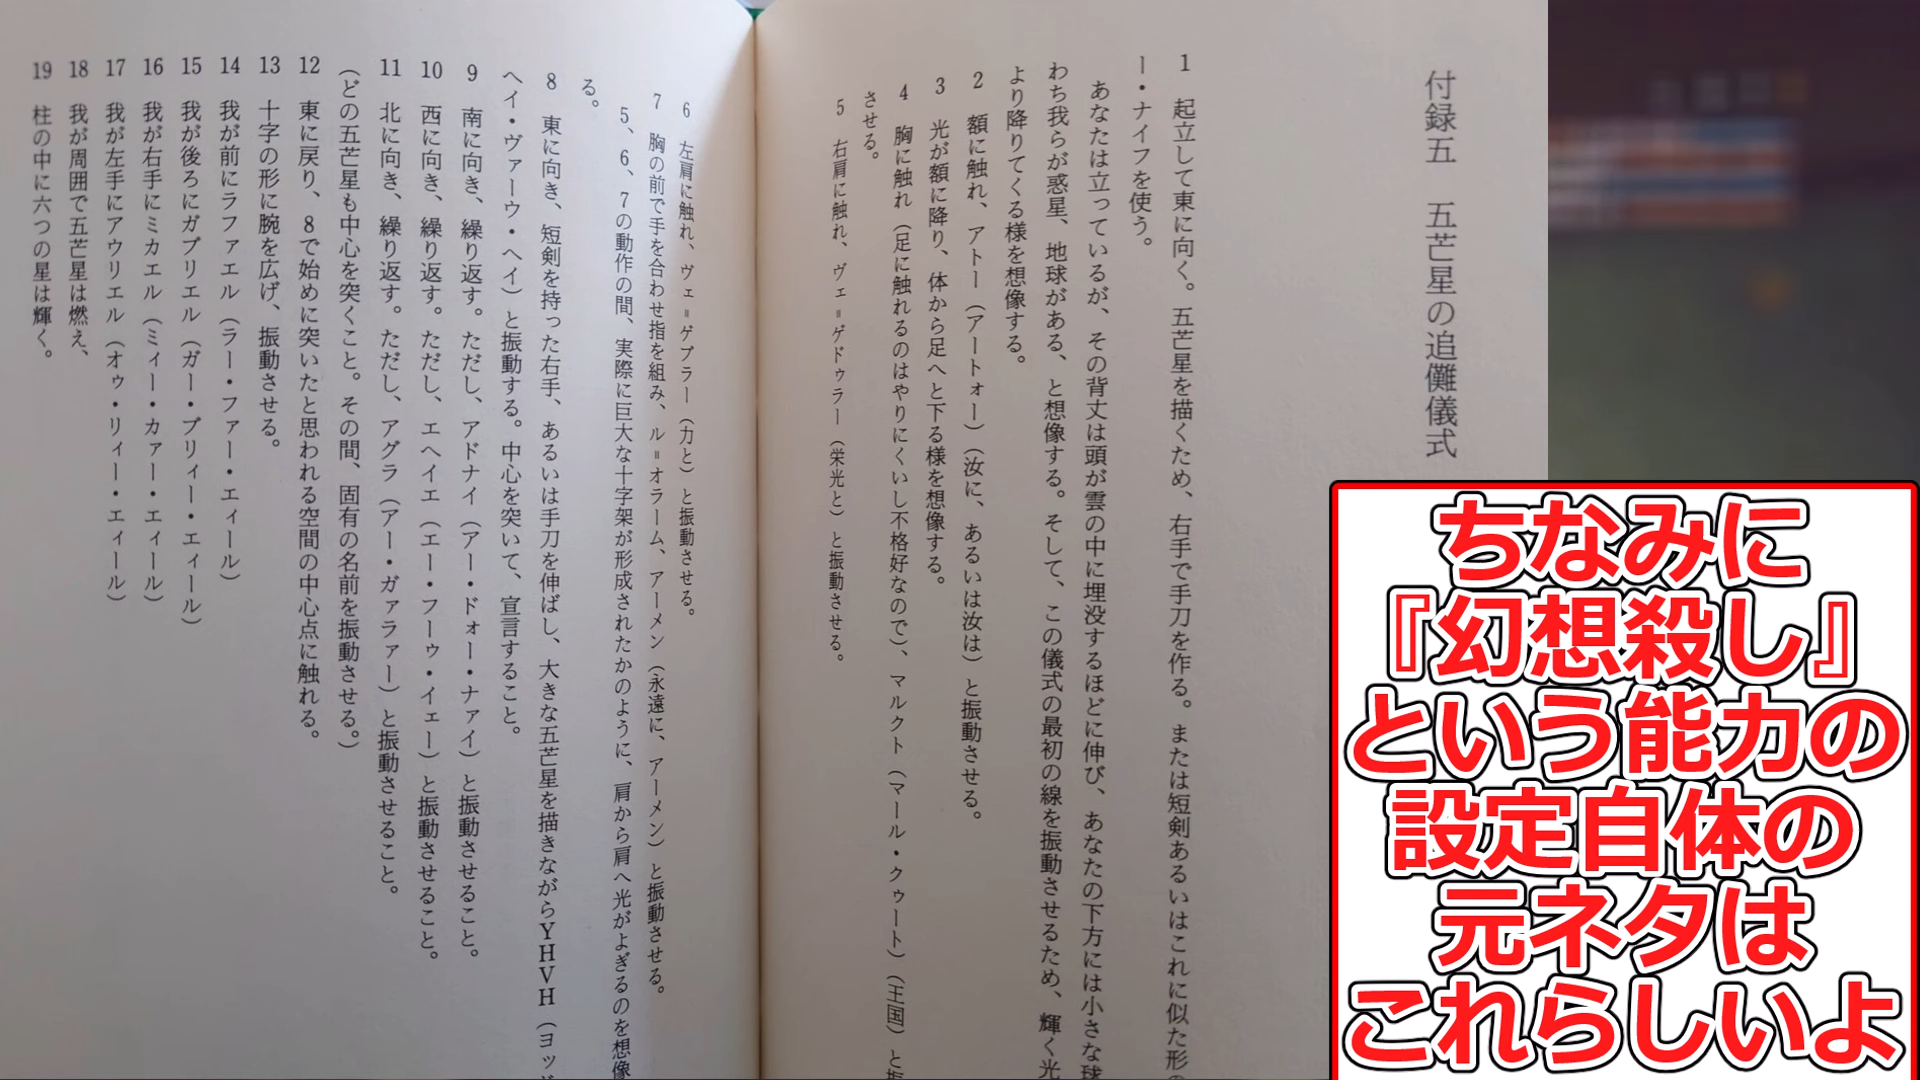 付録五　五芒星の追儺儀式
1　起立して東に向く。五芒星を描くため、右手で手刀を作る。または短剣あるいはこれに似た形の
ー・ナイフを使う。
あなたは立っているが、その背丈は頭が雲の中に埋没するほどに伸び、あなたの下方には小さな球
わち我らが惑星、地球がある、と想像する。そして、この儀式の最初の線を振動させるため、輝く光
より降りてくる様を想像する。
2　額に触れ、アトー（アートォー）（汝に、あるいは汝は）と振動させる。
3　光が額に降り、体から足へと下る様を想像する。
4　胸に触れ（足に触れるのはやりにくいし不格好なので）、マルクト（マール・クゥート）（王国）と振
させる。
5　右肩に触れ、ヴェ＝ゲドゥラー（栄光と）と振動させる。
6　左肩に触れ、ヴェ＝ゲブラー（力と）と振動させる。
7　胸の前で手を合わせ指を組み、ル＝オラーム、アーメン（永遠に、アーメン）と振動させる。
5、6、7の動作の間、実際に巨大な十字架が形成されたかのように、肩から肩へ光がよぎるのを想像
る。
8　東に向き、短剣を持った右手、あるいは手刀を伸ばし、大きな五芒星を描きながらYHVH（ヨッド
ヘイ・ヴァーウ・ヘイ）と振動する。中心を突いて、宣言すること。
9　南に向き、繰り返す。ただし、アドナイ（アー・ドォー・ナァイ）と振動させること。
10　西に向き、繰り返す。ただし、エヘイエ（エー・フーゥ・イェー）と振動させること。
11　北に向き、繰り返す。ただし、アグラ（アー・ガァラァー）と振動させること。
（どの五芒星も中心を突くこと。その間、固有の名前を振動させる。）
12　東に戻り、8で始めに突いたと思われる空間の中心点に触れる。
13　十字の形に腕を広げ、振動させる。
14　我が前にラファエル（ラー・ファー・エィール）
15　我が後ろにガブリエル（ガー・ブリィー・エィール）
16　我が右手にミカエル（ミィー・カァー・エィール）
17　我が左手にアウリエル（オゥ・リィー・エィール）
18　我が周囲で五芒星は燃え、
19　柱の中に六つの星は輝く。
ちなみに
『幻想殺し』
という能力の
設定自体の
元ネタは
これらしいよ